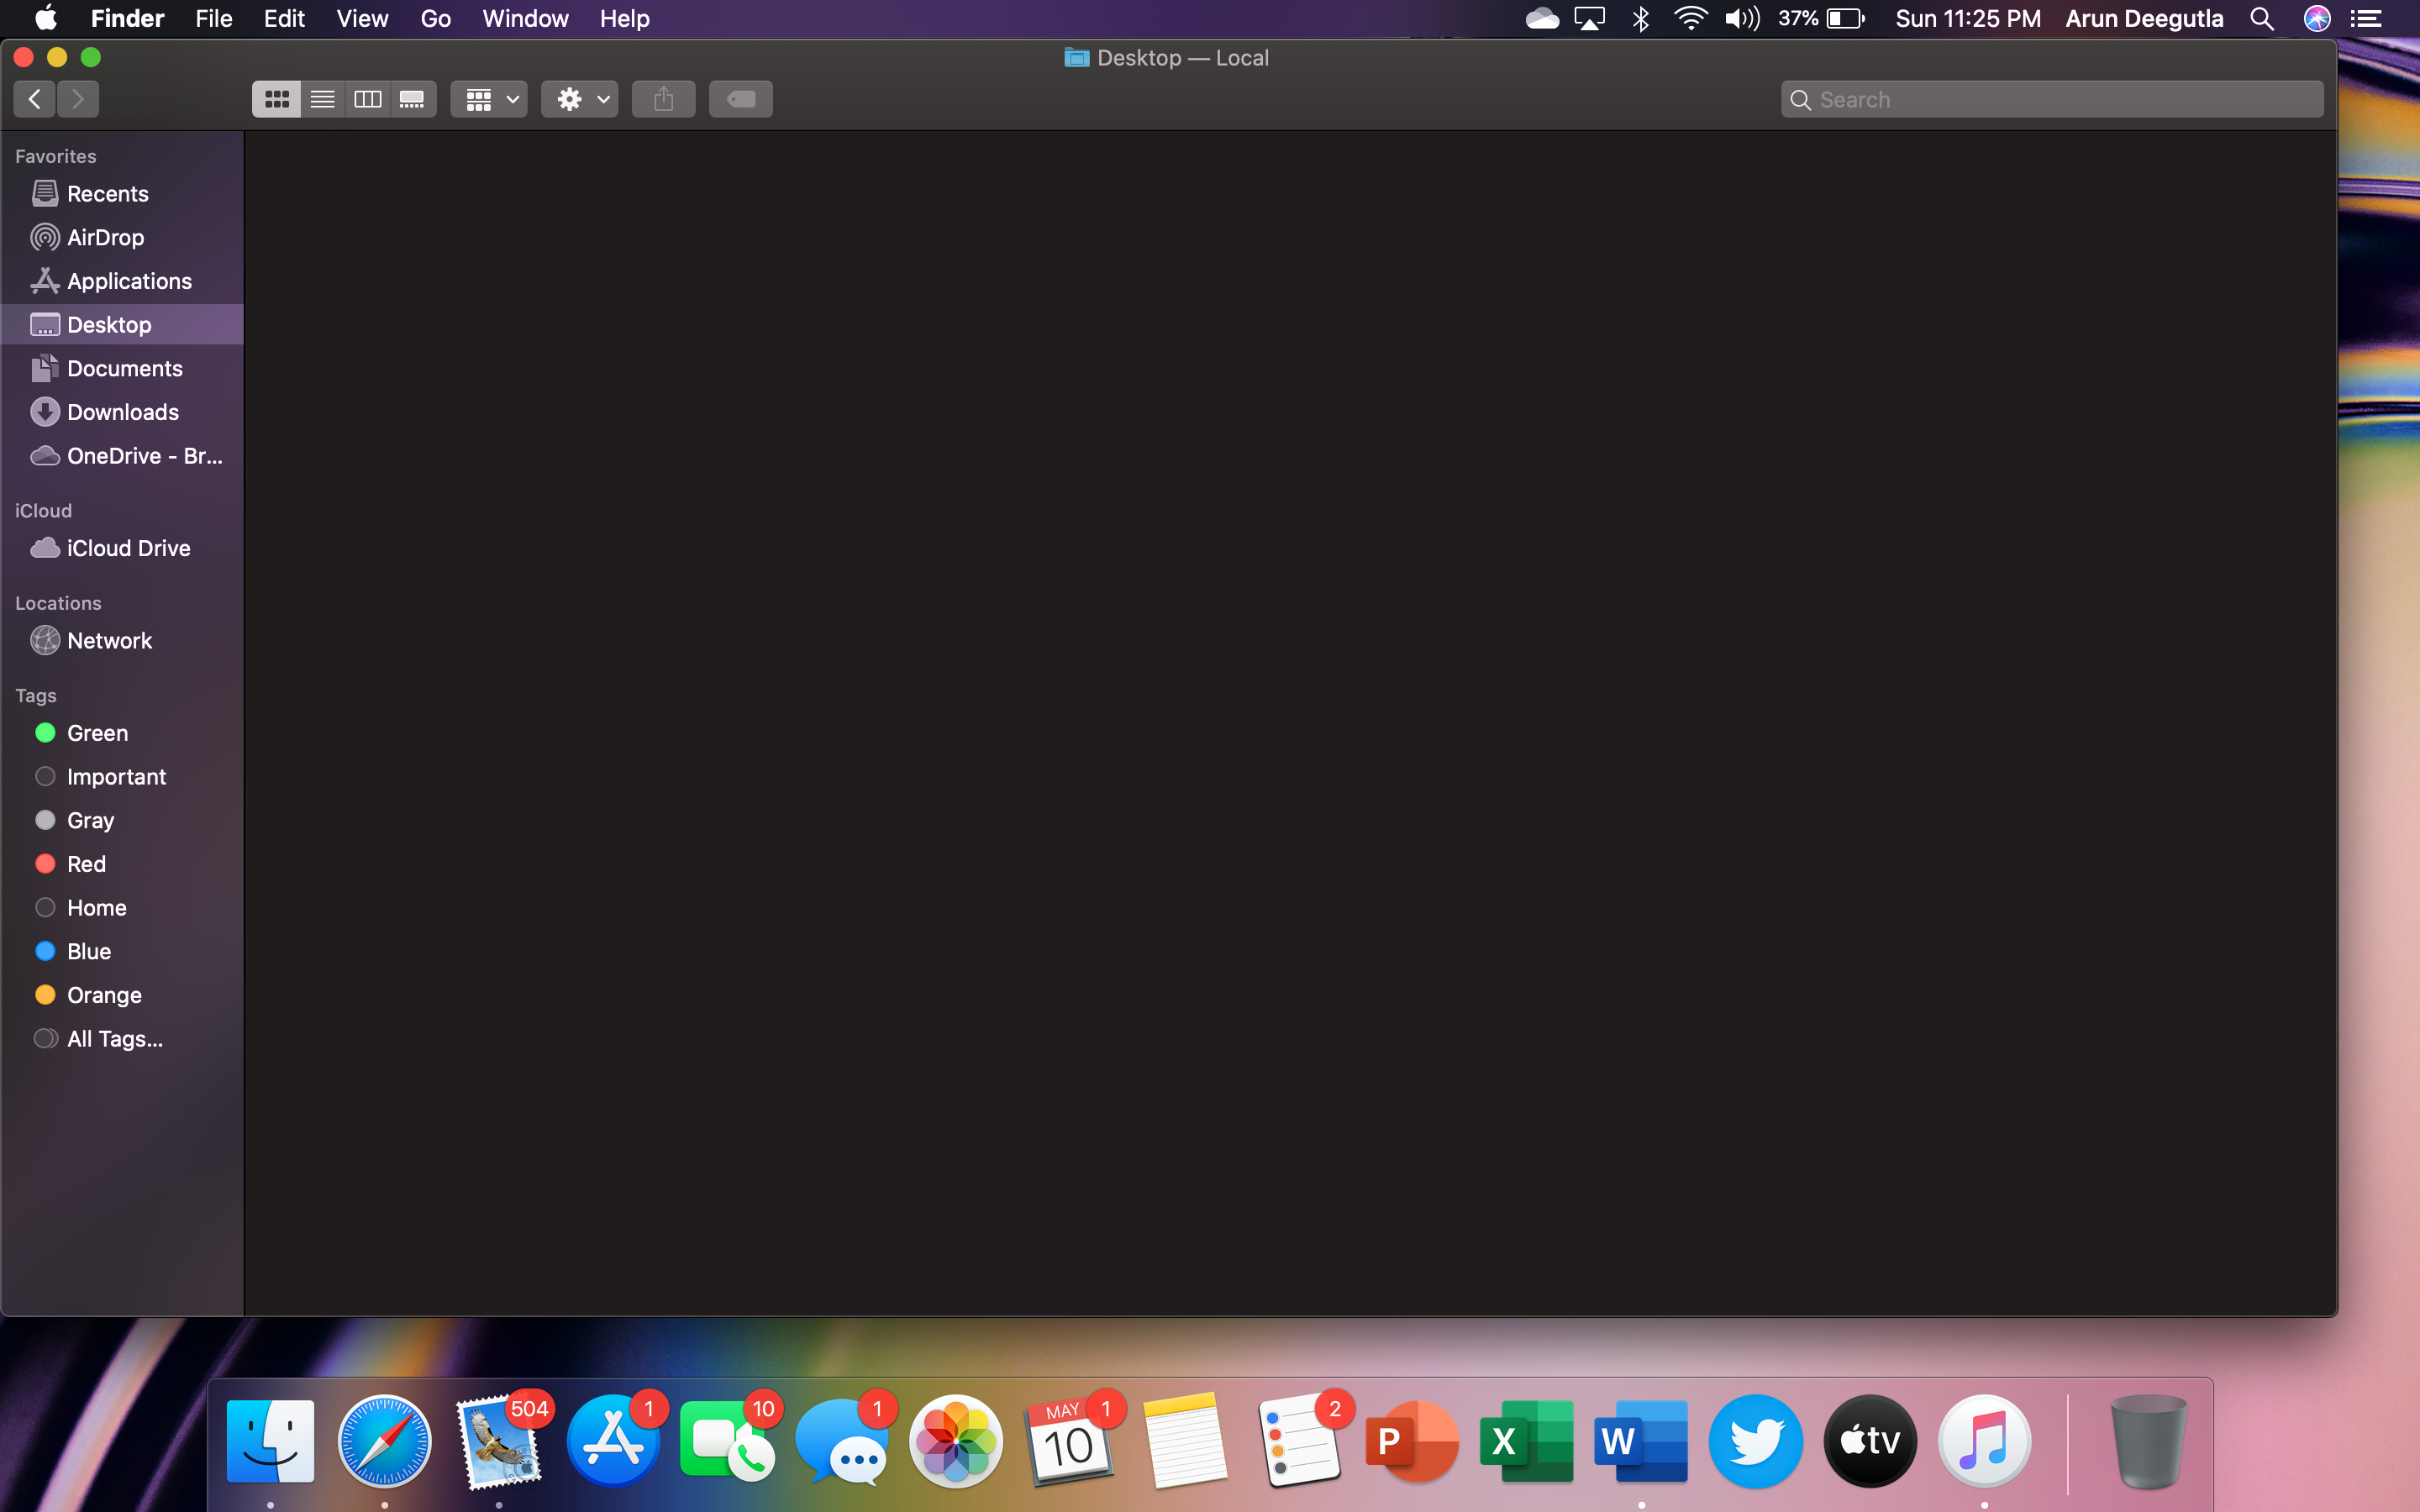 Finder File Edit View Go Window Help 37% Sun 11:25 PM Arun Deegutla
Desktop — Local
Search
Favorites
Recents
AirDrop
Applications
Desktop
Documents
Downloads
OneDrive - Br...
iCloud
iCloud Drive
Locations
Network
Tags
Green
Important
Gray
Red
Home
Blue
Orange
All Tags...
504 1 10 1 MAY 1 2
10 P X W tv